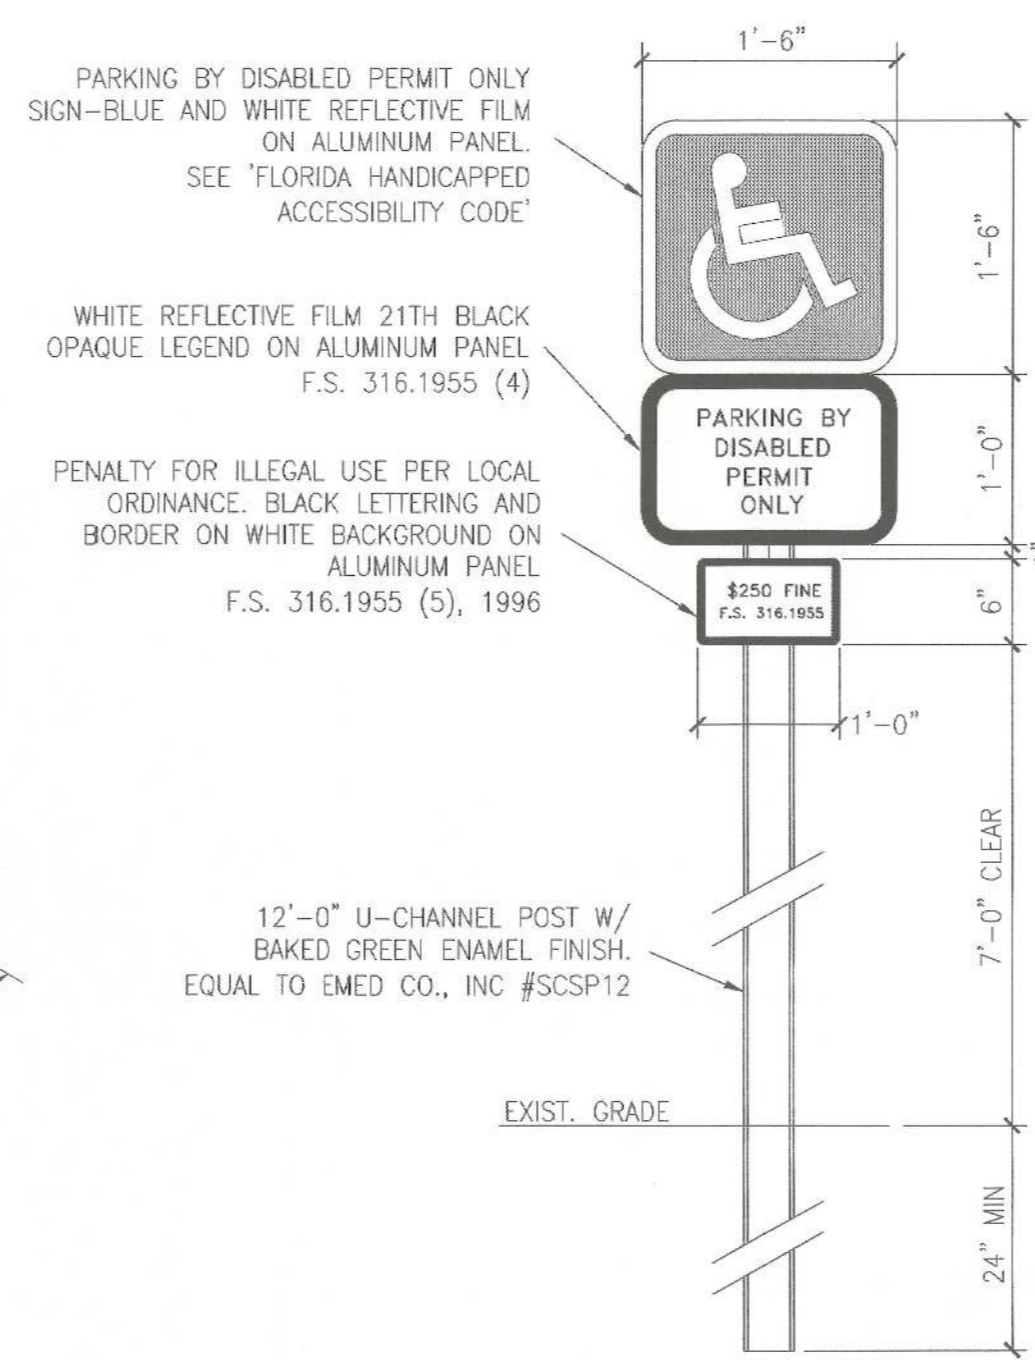 1'-6"
PARKING BY DISABLED PERMIT ONLY
SIGN-BLUE AND WHITE REFLECTIVE FILM
ON ALUMINUM PANEL.
SEE 'FLORIDA HANDICAPPED
ACCESSIBILITY CODE'
1'-6"
WHITE REFLECTIVE FILM 21TH BLACK
OPAQUE LEGEND ON ALUMINUM PANEL
F.S. 316.1955 (4)
PARKING BY
DISABLED
PERMIT
ONLY
1'-0"
PENALTY FOR ILLEGAL USE PER LOCAL
ORDINANCE. BLACK LETTERING AND
BORDER ON WHITE BACKGROUND ON
ALUMINUM PANEL
F.S. 316.1955 (5), 1996
$250 FINE
F.S. 316.1955
6"
1'-0"
7'-0" CLEAR
12'-0" U-CHANNEL POST W/
BAKED GREEN ENAMEL FINISH.
EQUAL TO EMED CO., INC #SCSP12
EXIST. GRADE
24" MIN